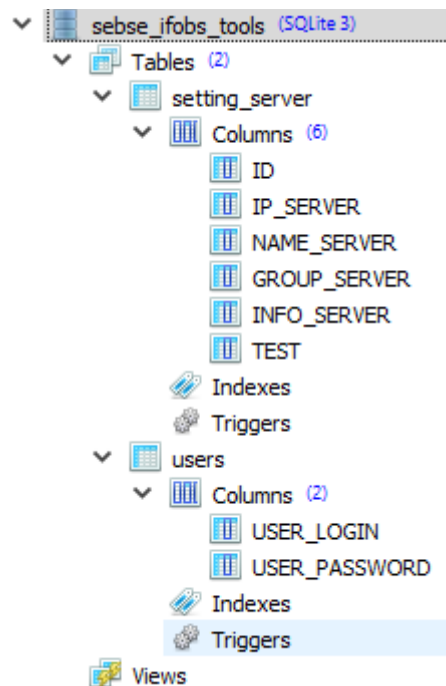 sebse_ifobs_tools (SQLite 3)
Tables (2)
setting_server
Columns (6)
ID
IP_SERVER
NAME_SERVER
GROUP_SERVER
INFO_SERVER
TEST
Indexes
Triggers
users
Columns (2)
USER_LOGIN
USER_PASSWORD
Indexes
Triggers
Views